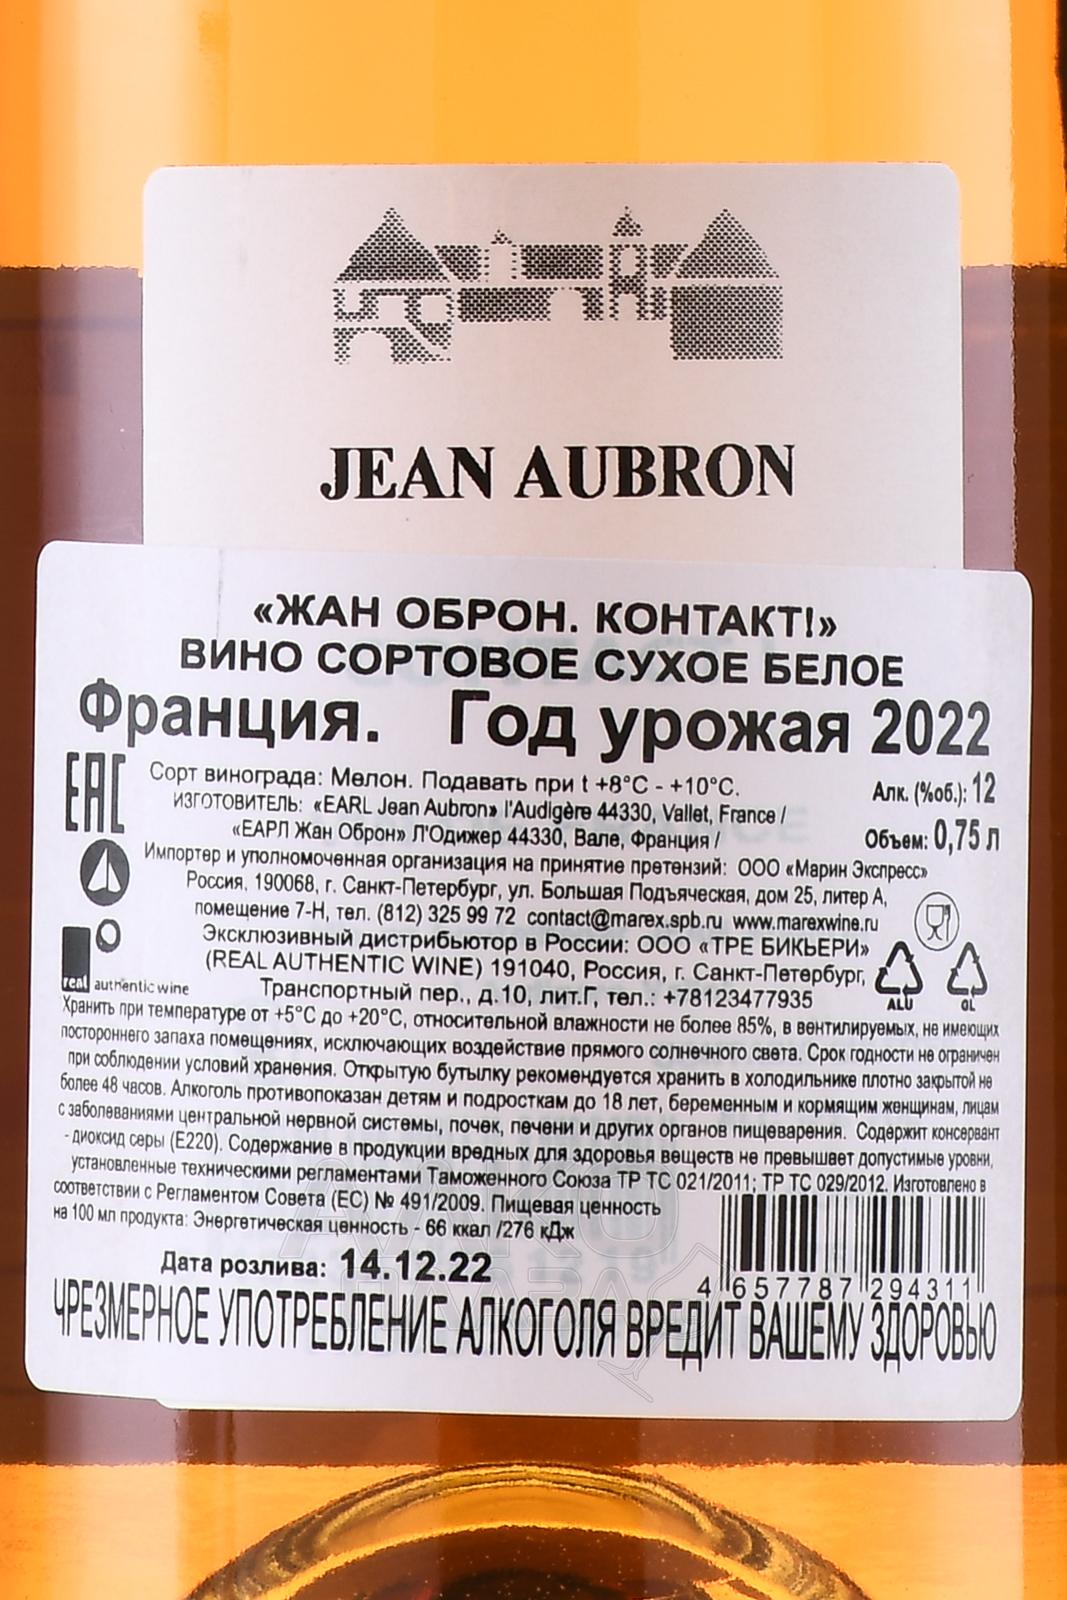 JEAN AUBRON
«ЖАН ОБРОН. КОНТАКТ!»
ВИНО СОРТОВОЕ СУХОЕ БЕЛОЕ
Франция. Год урожая 2022
EAC
Сорт винограда: Мелон. Подавать при t +8°С - +10°С.
Алк. (%об.): 12
ИЗГОТОВИТЕЛЬ: «EARL Jean Aubron» l'Audigère 44330, Vallet, France /
«ЕАРЛ Жан Оброн» Л'Одижер 44330, Вале, Франция /
Объем: 0,75 л
Импортер и уполномоченная организация на принятие претензий: ООО «Марин Экспресс»
Россия, 190068, г. Санкт-Петербург, ул. Большая Подъяческая, дом 25, литер А,
помещение 7-Н, тел. (812) 325 99 72 contact@marex.spb.ru www.marexwine.ru
Эксклюзивный дистрибьютор в России: ООО «ТРЕ БИКЬЕРИ»
(REAL AUTHENTIC WINE) 191040, Россия, г. Санкт-Петербург,
real authentic wine
Транспортный пер., д.10, лит.Г, тел.: +78123477935
ALU GL
Хранить при температуре от +5°С до +20°С, относительной влажности не более 85%, в вентилируемых, не имеющих
постороннего запаха помещениях, исключающих воздействие прямого солнечного света. Срок годности не ограничен
при соблюдении условий хранения. Открытую бутылку рекомендуется хранить в холодильнике плотно закрытой не
более 48 часов. Алкоголь противопоказан детям и подросткам до 18 лет, беременным и кормящим женщинам, лицам
с заболеваниями центральной нервной системы, почек, печени и других органов пищеварения. Содержит консервант
- диоксид серы (Е220). Содержание в продукции вредных для здоровья веществ не превышает допустимые уровни,
установленные техническими регламентами Таможенного Союза ТР ТС 021/2011; ТР ТС 029/2012. Изготовлено в
соответствии с Регламентом Совета (ЕС) № 491/2009. Пищевая ценность
на 100 мл продукта: Энергетическая ценность - 66 ккал /276 кДж
Дата розлива: 14.12.22
4 657787 294311
ЧРЕЗМЕРНОЕ УПОТРЕБЛЕНИЕ АЛКОГОЛЯ ВРЕДИТ ВАШЕМУ ЗДОРОВЬЮ